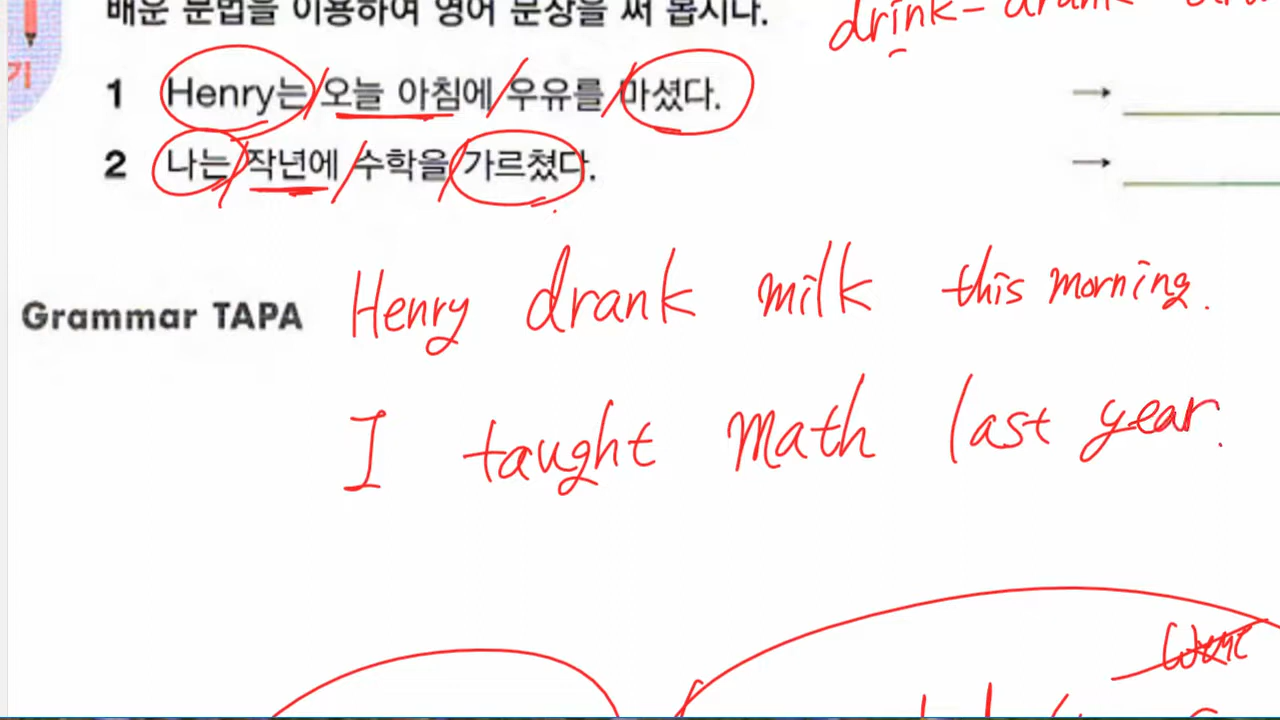 배운 문법을 이용하여 영어 문장을 써 봅시다.
drink - drank
기
1 Henry는/오늘 아침에/우유를/마셨다. →
2 나는/작년에/수학을/가르쳤다. →
Grammar TAPA
Henry drank milk this morning.
I taught math last year.